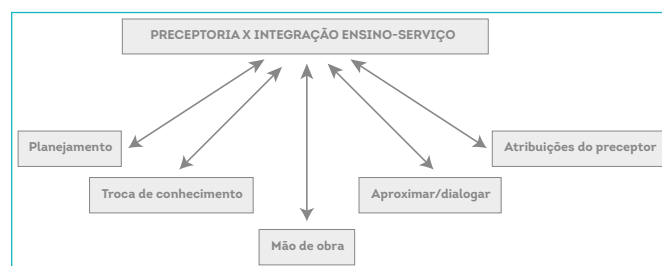 PRECEPTORIA X INTEGRAÇÃO ENSINO-SERVIÇO
Planejamento
Atribuições do preceptor
Troca de conhecimento
Aproximar/dialogar
Mão de obra